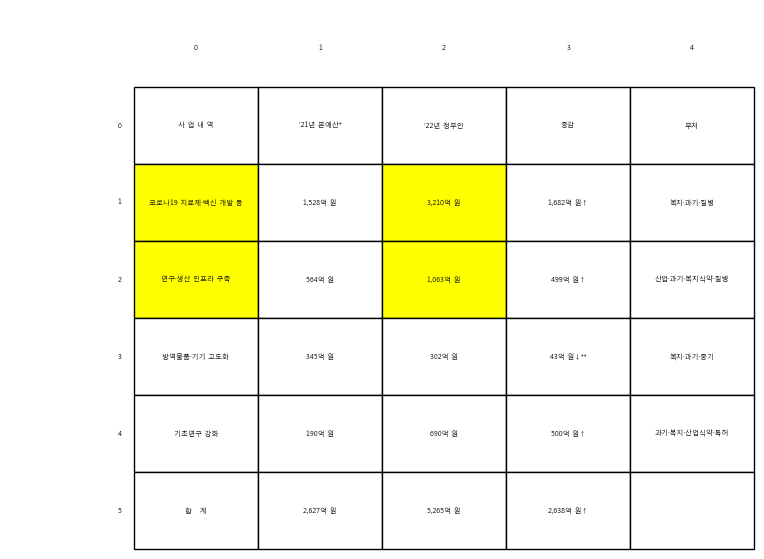 0 1 2 3 4
0 사 업 내 역 '21년 본예산* '22년 정부안 증감 부처
1 코로나19 치료제·백신 개발 등 1,528억 원 3,210억 원 1,682억 원↑ 복지·과기·질병
2 연구·생산 인프라 구축 564억 원 1,063억 원 499억 원↑ 산업·과기·복지식약·질병
3 방역물품·기기 고도화 345억 원 302억 원 43억 원↓** 복지·과기·중기
4 기초연구 강화 190억 원 690억 원 500억 원↑ 과기·복지·산업식약·특허
5 합 계 2,627억 원 5,265억 원 2,638억 원↑